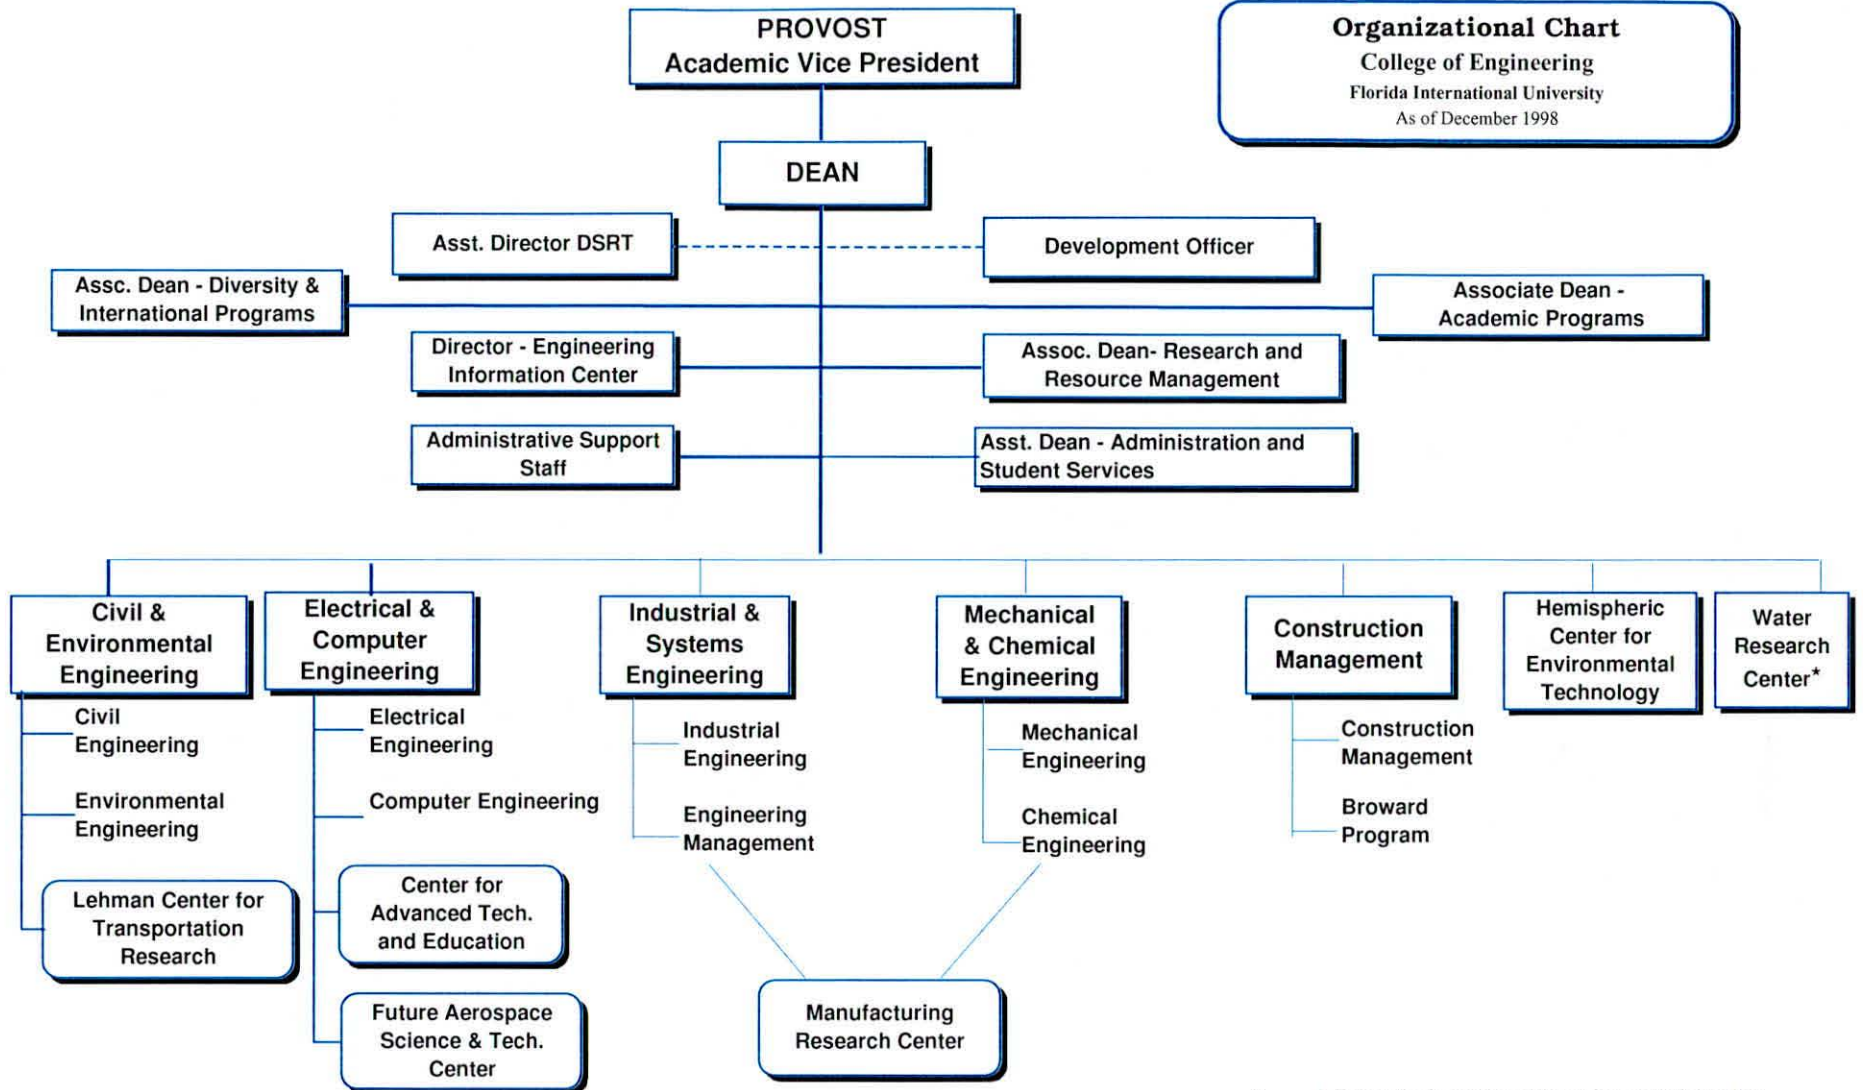 PROVOST
Academic Vice President
Organizational Chart
College of Engineering
Florida International University
As of December 1998
DEAN
Asst. Director DSRT
Development Officer
Assc. Dean - Diversity &
International Programs
Associate Dean -
Academic Programs
Director - Engineering
Information Center
Assoc. Dean- Research and
Resource Management
Administrative Support
Staff
Asst. Dean - Administration and
Student Services
Civil &
Environmental
Engineering
Electrical &
Computer
Engineering
Industrial &
Systems
Engineering
Mechanical
& Chemical
Engineering
Construction
Management
Hemispheric
Center for
Environmental
Technology
Water
Research
Center*
Civil
Engineering
Environmental
Engineering
Lehman Center for
Transportation
Research
Electrical
Engineering
Computer Engineering
Center for
Advanced Tech.
and Education
Future Aerospace
Science & Tech.
Center
Industrial
Engineering
Engineering
Management
Mechanical
Engineering
Chemical
Engineering
Manufacturing
Research Center
Construction
Management
Broward
Program